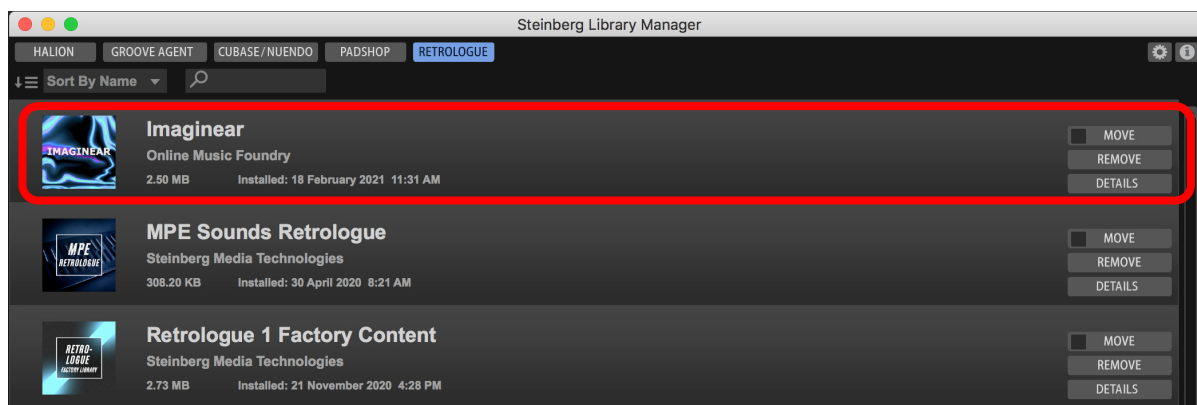 Steinberg Library Manager
HALION GROOVE AGENT CUBASE/NUENDO PADSHOP RETROLOGUE
Sort By Name
IMAGINEAR
Imaginear
Online Music Foundry
2.50 MB Installed: 18 February 2021 11:31 AM
MOVE
REMOVE
DETAILS
MPE
RETROLOGUE
MPE Sounds Retrologue
Steinberg Media Technologies
308.20 KB Installed: 30 April 2020 8:21 AM
MOVE
REMOVE
DETAILS
RETRO-
LOGUE
FACTORY LIBRARY
Retrologue 1 Factory Content
Steinberg Media Technologies
2.73 MB Installed: 21 November 2020 4:28 PM
MOVE
REMOVE
DETAILS